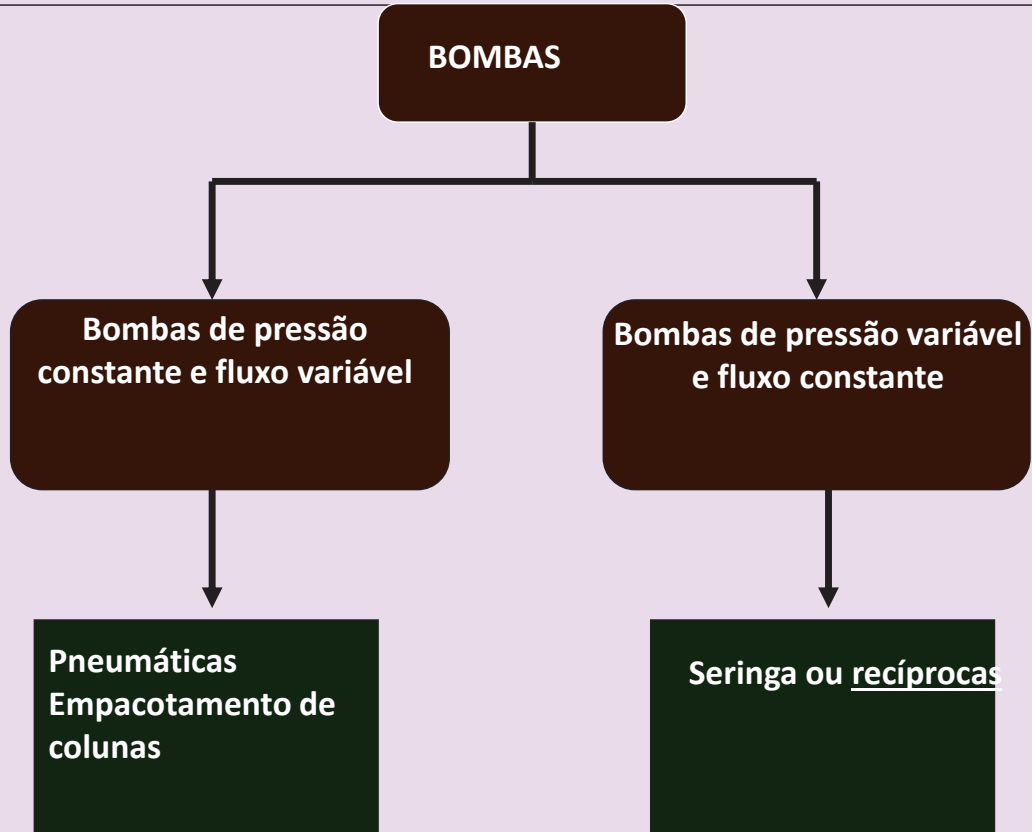 BOMBAS
Bombas de pressão
constante e fluxo variável
Bombas de pressão variável
e fluxo constante
Pneumáticas
Empacotamento de
colunas
Seringa ou recíprocas